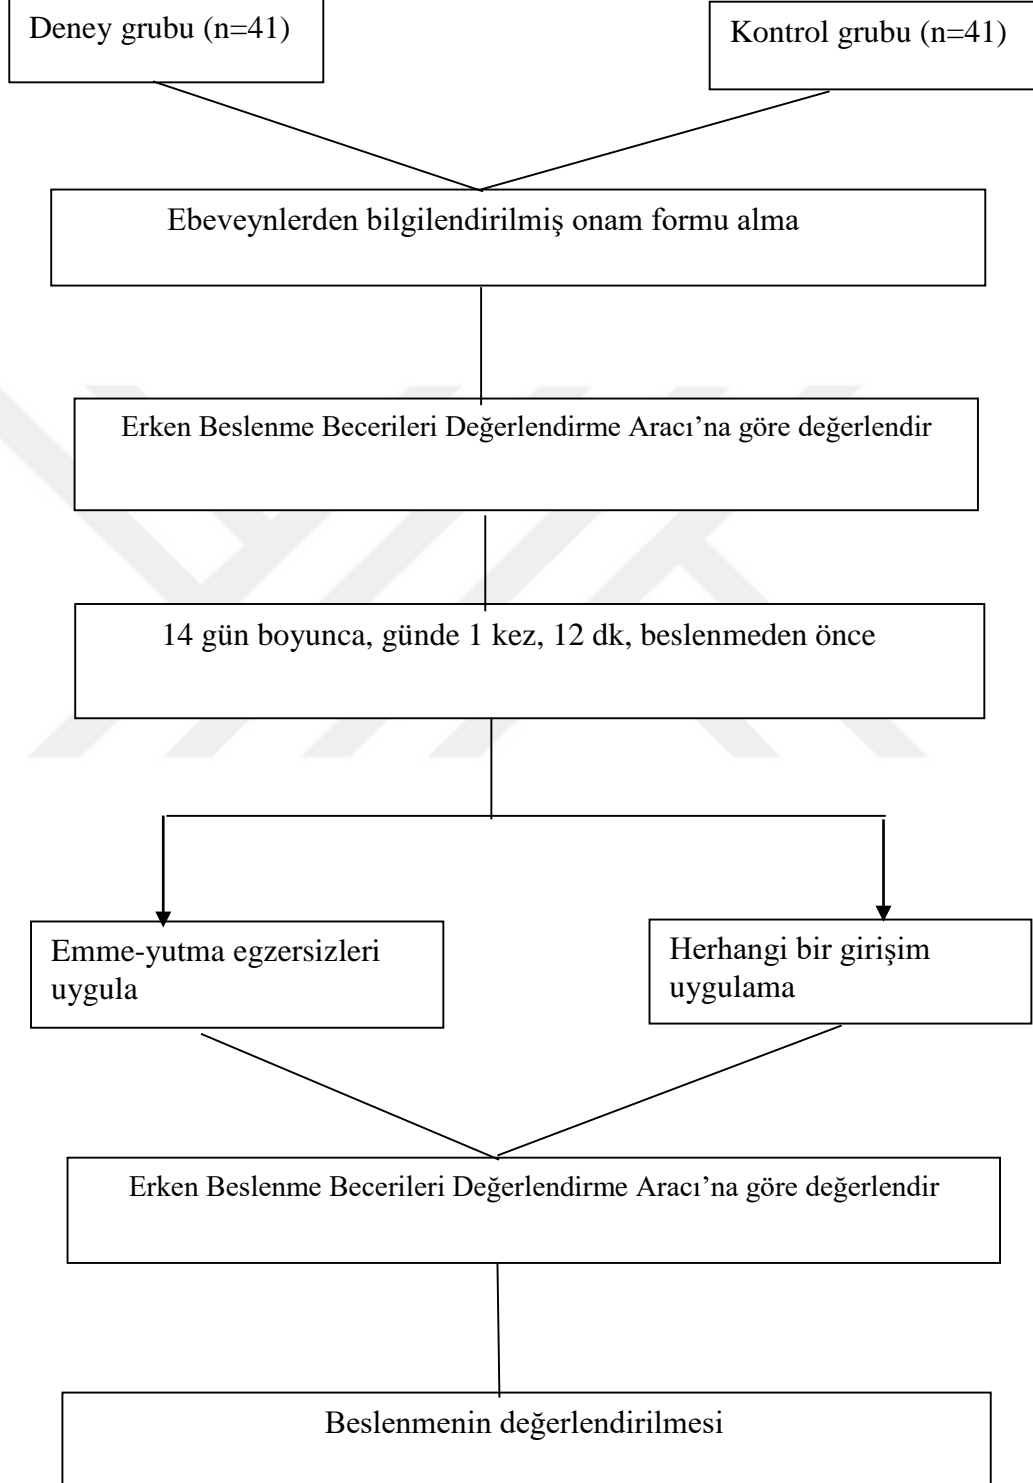 Deney grubu (n=41)
Kontrol grubu (n=41)
Ebeveynlerden bilgilendirilmiş onam formu alma
Erken Beslenme Becerileri Değerlendirme Aracı’na göre değerlendir
14 gün boyunca, günde 1 kez, 12 dk, beslenmeden önce
Emme-yutma egzersizleri
uygula
Herhangi bir girişim
uygulama
Erken Beslenme Becerileri Değerlendirme Aracı’na göre değerlendir
Beslenmenin değerlendirilmesi